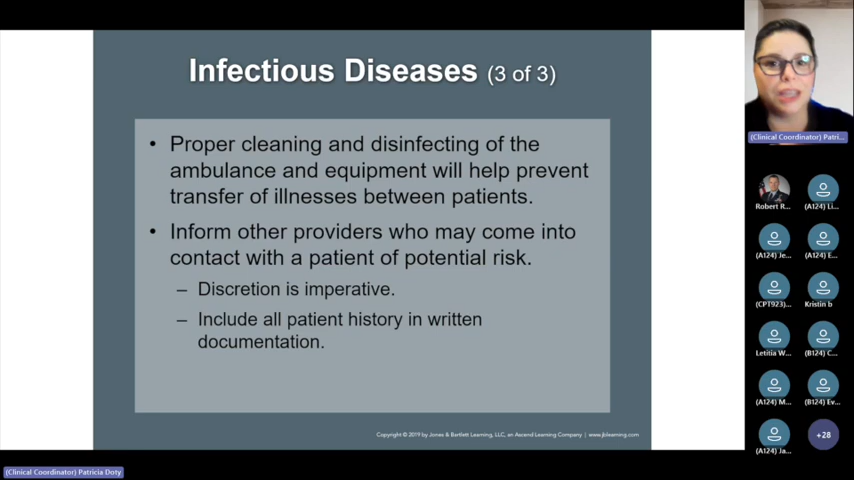 Infectious Diseases (3 of 3)
• Proper cleaning and disinfecting of the
ambulance and equipment will help prevent
transfer of illnesses between patients.
• Inform other providers who may come into
contact with a patient of potential risk.
– Discretion is imperative.
– Include all patient history in written
documentation.
Copyright © 2019 by Jones & Bartlett Learning, LLC, an Ascend Learning Company | www.jblearning.com
(Clinical Coordinator) Patricia Doty
(Clinical Coordinator) Patri...
Robert R...
(A124) Li...
(A124) Je...
(A124) E...
(CPT923)...
Kristin b
Letitia W...
(B124) C...
(A124) M...
(B124) Ev...
(A124) Ja...
+28